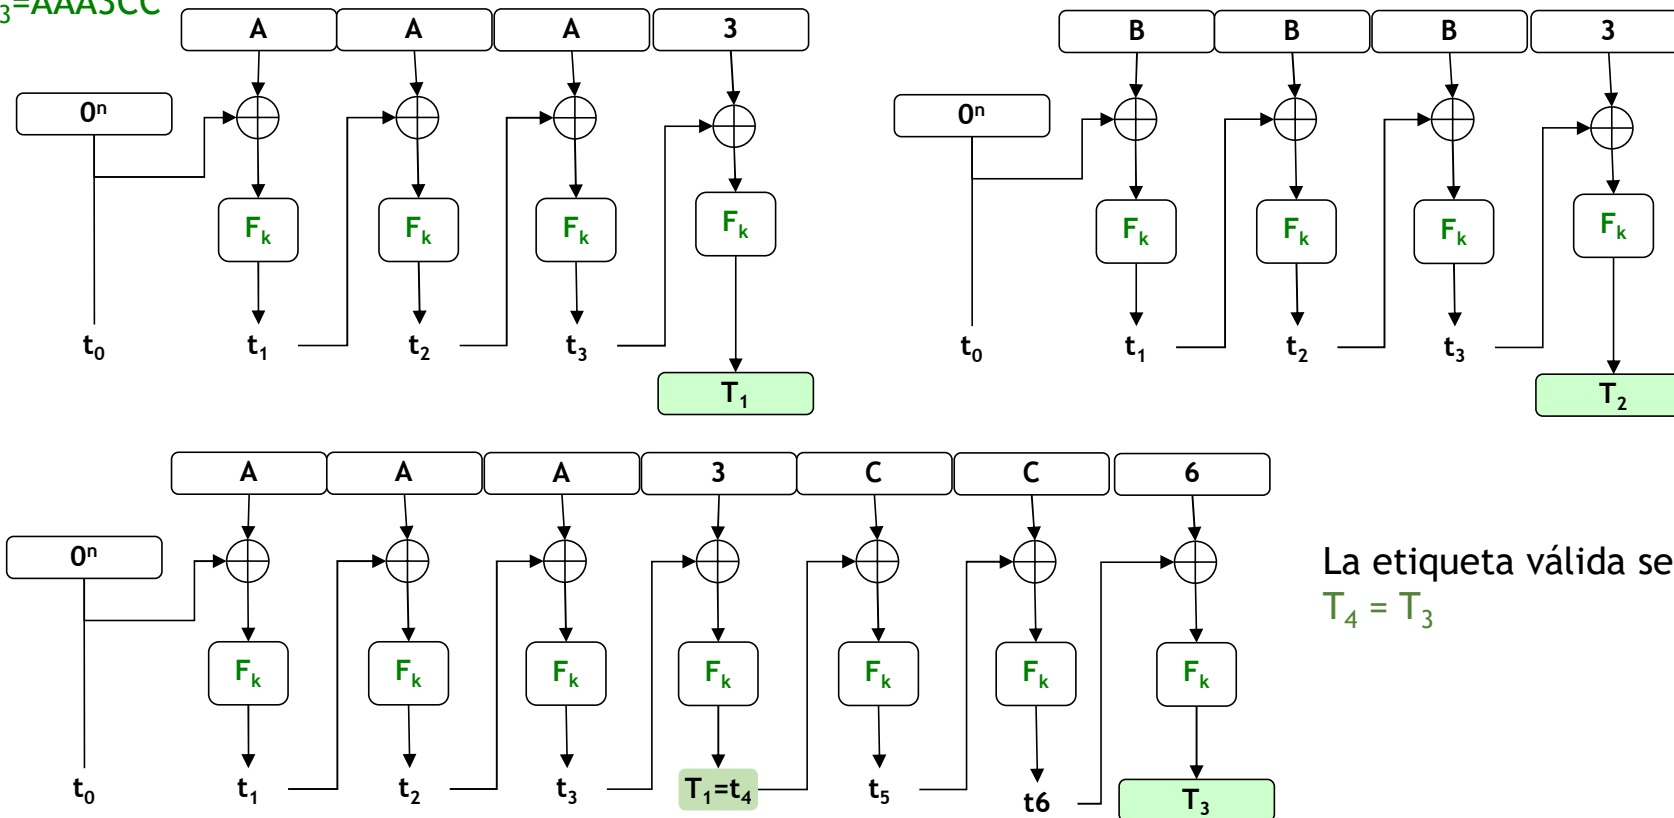 ₃=AAA3CC
A A A 3
0ⁿ
Fₖ Fₖ Fₖ Fₖ
t₀ t₁ t₂ t₃
T₁
B B B 3
0ⁿ
Fₖ Fₖ Fₖ Fₖ
t₀ t₁ t₂ t₃
T₂
A A A 3 C C 6
0ⁿ
Fₖ Fₖ Fₖ Fₖ Fₖ Fₖ Fₖ
t₀ t₁ t₂ t₃ T₁=t₄ t₅ t6
T₃
La etiqueta válida se
T₄ = T₃